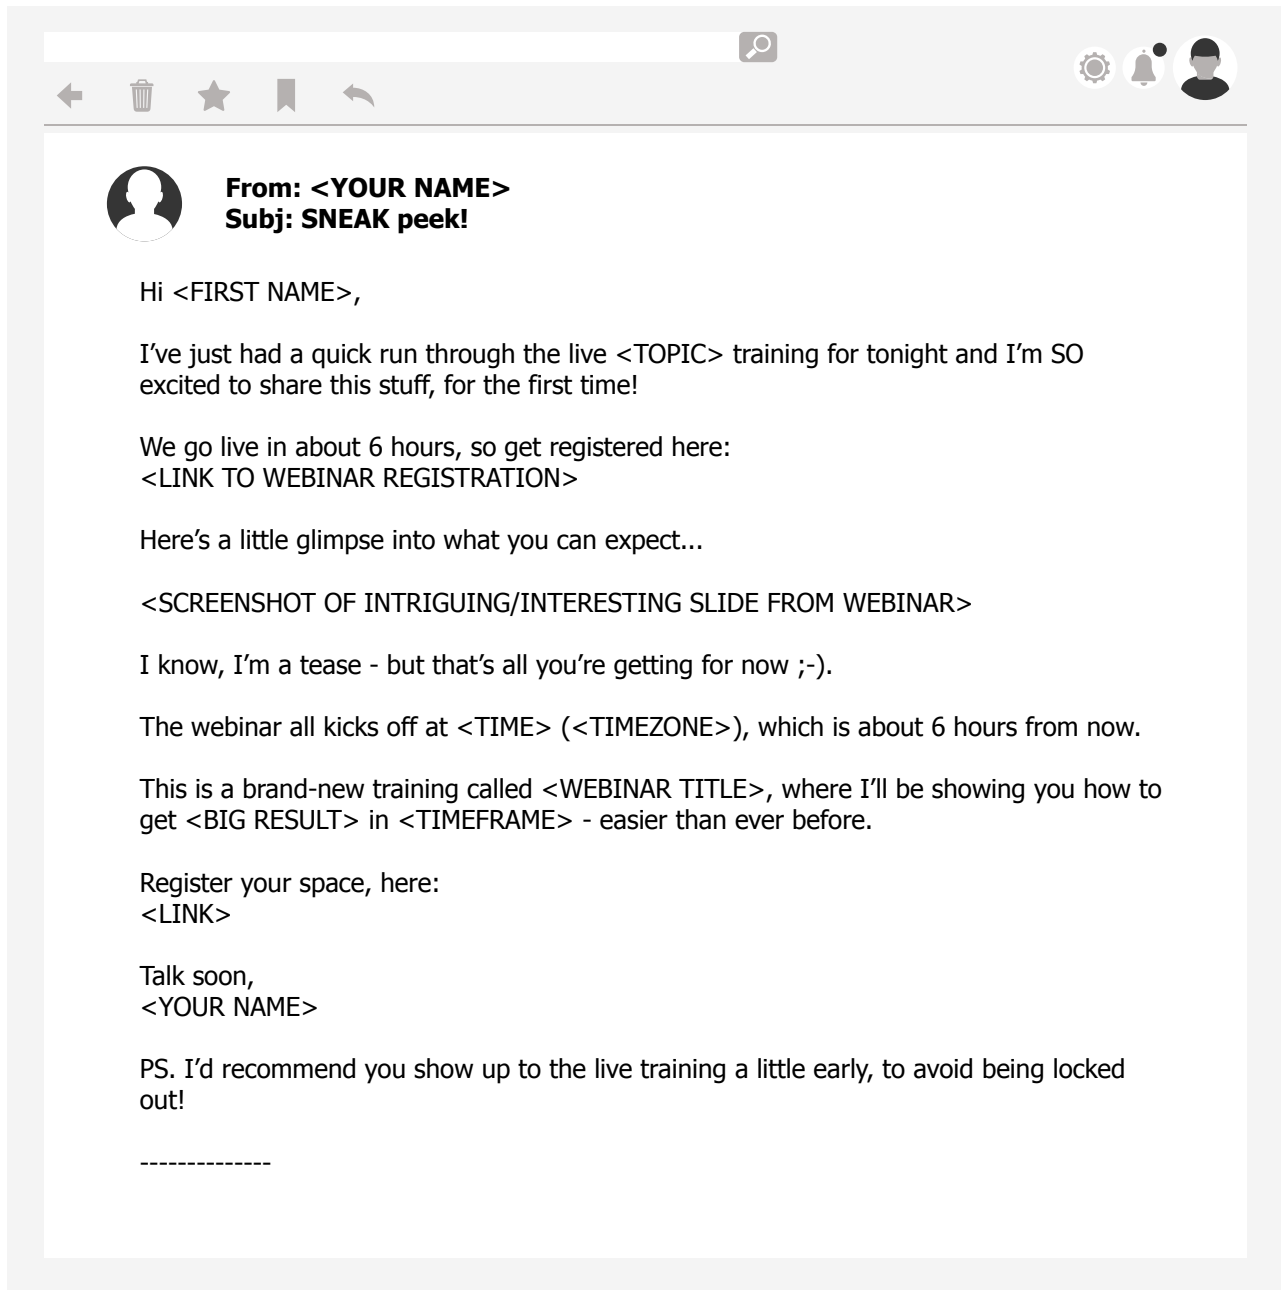 From: <YOUR NAME>
Subj: SNEAK peek!
Hi <FIRST NAME>,
I’ve just had a quick run through the live <TOPIC> training for tonight and I’m SO
excited to share this stuff, for the first time!
We go live in about 6 hours, so get registered here:
<LINK TO WEBINAR REGISTRATION>
Here’s a little glimpse into what you can expect...
<SCREENSHOT OF INTRIGUING/INTERESTING SLIDE FROM WEBINAR>
I know, I’m a tease - but that’s all you’re getting for now ;-).
The webinar all kicks off at <TIME> (<TIMEZONE>), which is about 6 hours from now.
This is a brand-new training called <WEBINAR TITLE>, where I’ll be showing you how to
get <BIG RESULT> in <TIMEFRAME> - easier than ever before.
Register your space, here:
<LINK>
Talk soon,
<YOUR NAME>
PS. I’d recommend you show up to the live training a little early, to avoid being locked
out!
--------------